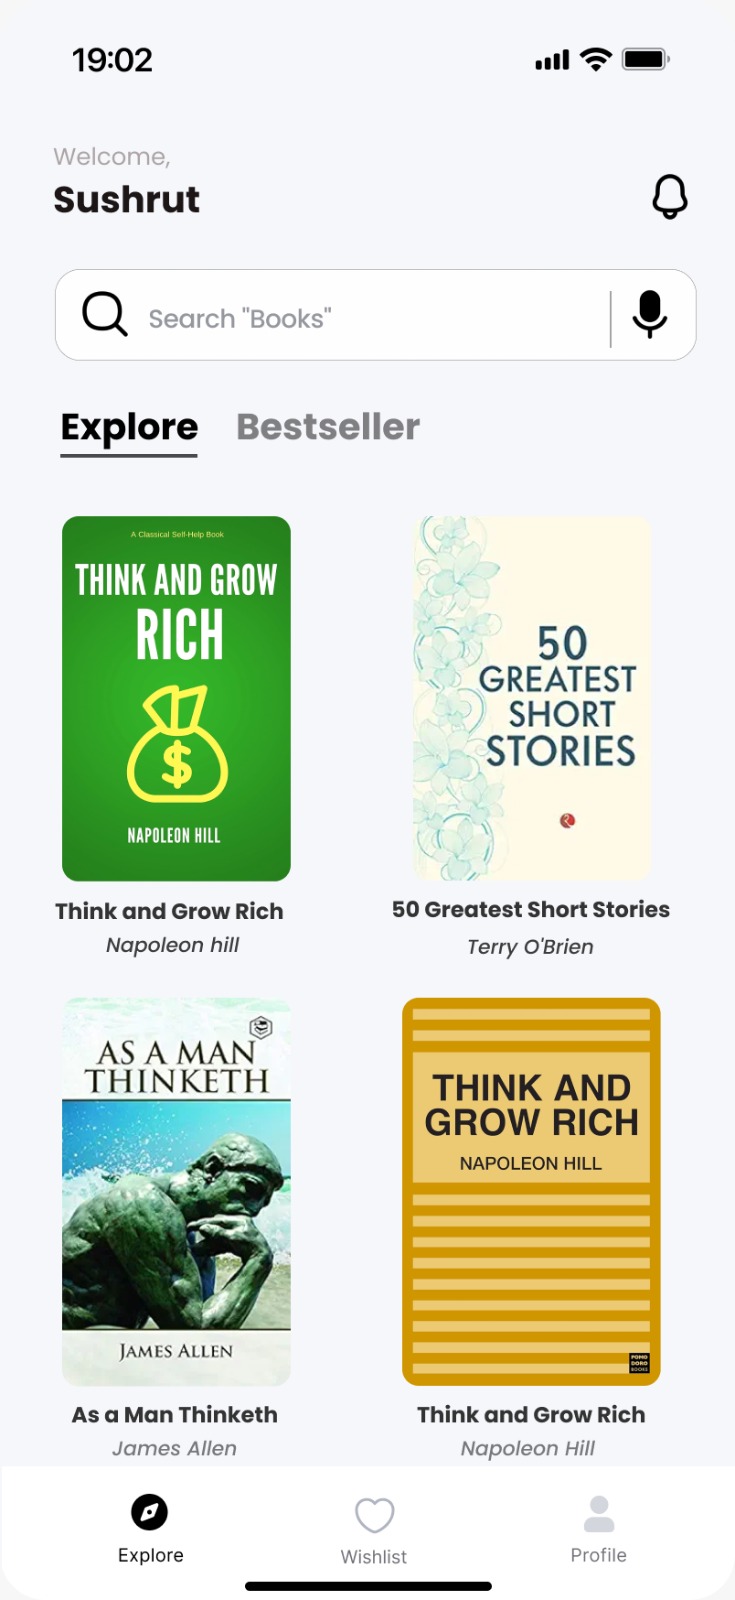 19:02
Welcome,
Sushrut
Search "Books"
Explore Bestseller
A Classical Self-Help Book
THINK AND GROW
RICH
$
NAPOLEON HILL
50
GREATEST
SHORT
STORIES
Think and Grow Rich
Napoleon hill
50 Greatest Short Stories
Terry O'Brien
AS A MAN
THINKETH
JAMES ALLEN
THINK AND
GROW RICH
NAPOLEON HILL
POMO
DORO
BOOKS
As a Man Thinketh
James Allen
Think and Grow Rich
Napoleon Hill
Explore
Wishlist
Profile